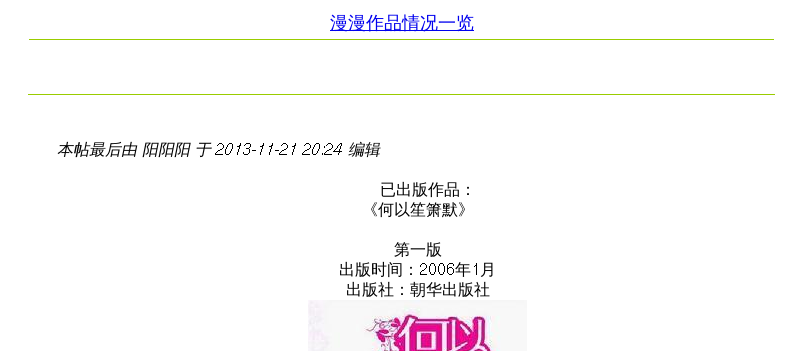 漫漫作品情况一览
本帖最后由 阳阳阳 于 2013-11-21 20:24 编辑
已出版作品：
《何以笙箫默》
第一版
出版时间：2006年1月
出版社：朝华出版社
何以